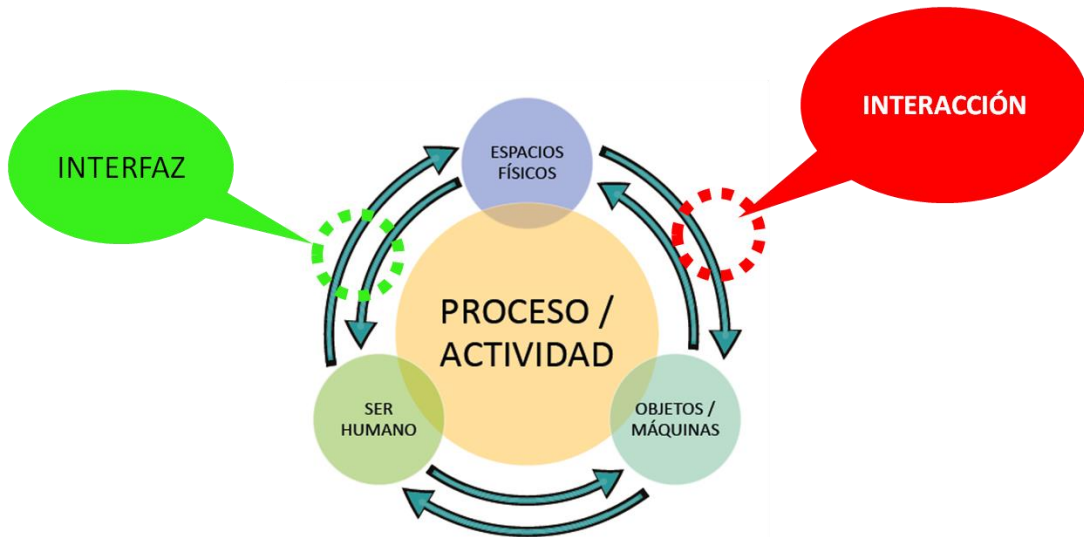 INTERACCIÓN
INTERFAZ
ESPACIOS
FÍSICOS
PROCESO /
ACTIVIDAD
SER
HUMANO
OBJETOS /
MÁQUINAS